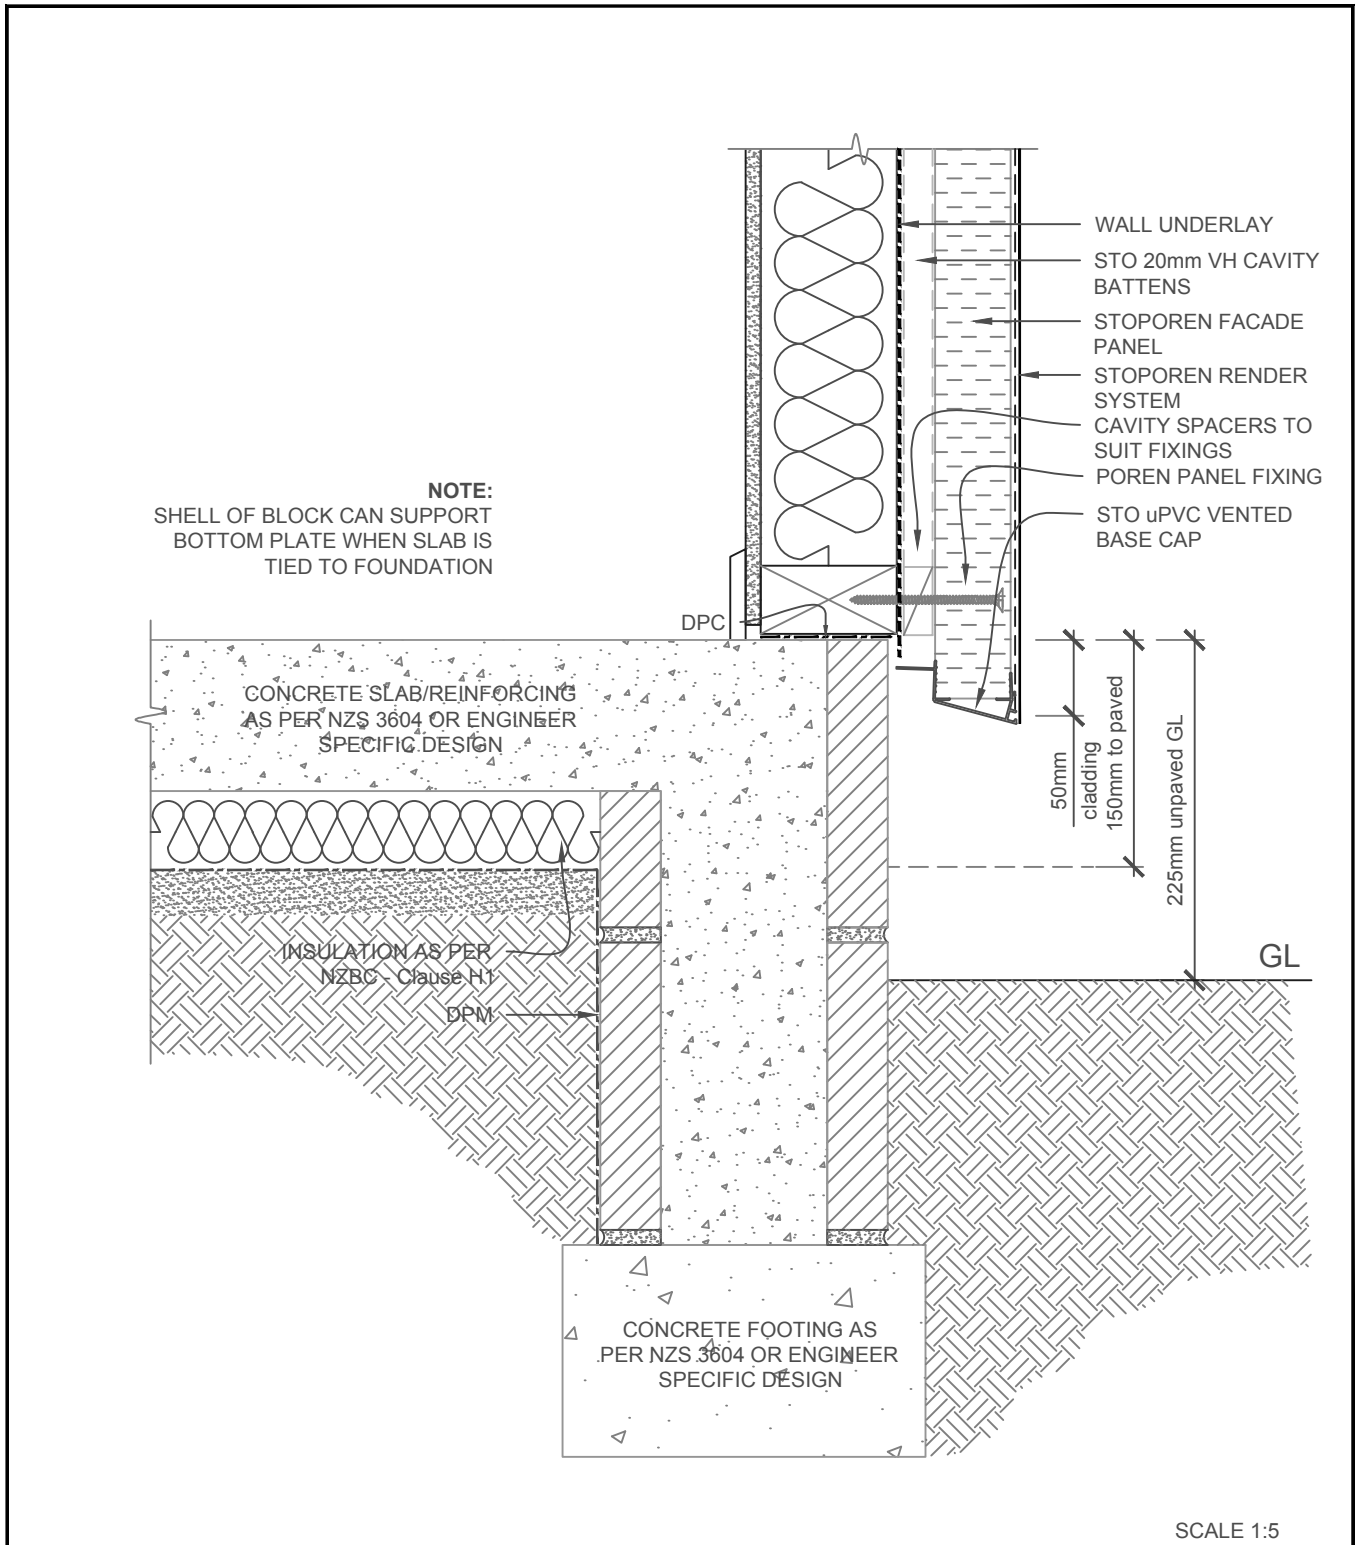 WALL UNDERLAY
STO 20mm VH CAVITY
BATTENS
STOPOREN FACADE
PANEL
STOPOREN RENDER
SYSTEM
CAVITY SPACERS TO
SUIT FIXINGS
POREN PANEL FIXING
STO uPVC VENTED
BASE CAP
NOTE:
SHELL OF BLOCK CAN SUPPORT
BOTTOM PLATE WHEN SLAB IS
TIED TO FOUNDATION
DPC
CONCRETE SLAB/REINFORCING
AS PER NZS 3604 OR ENGINEER
SPECIFIC DESIGN
50mm
cladding
150mm to paved
225mm unpaved GL
GL
INSULATION AS PER
NZBC - Clause H1
DPM
CONCRETE FOOTING AS
PER NZS 3604 OR ENGINEER
SPECIFIC DESIGN
SCALE 1:5